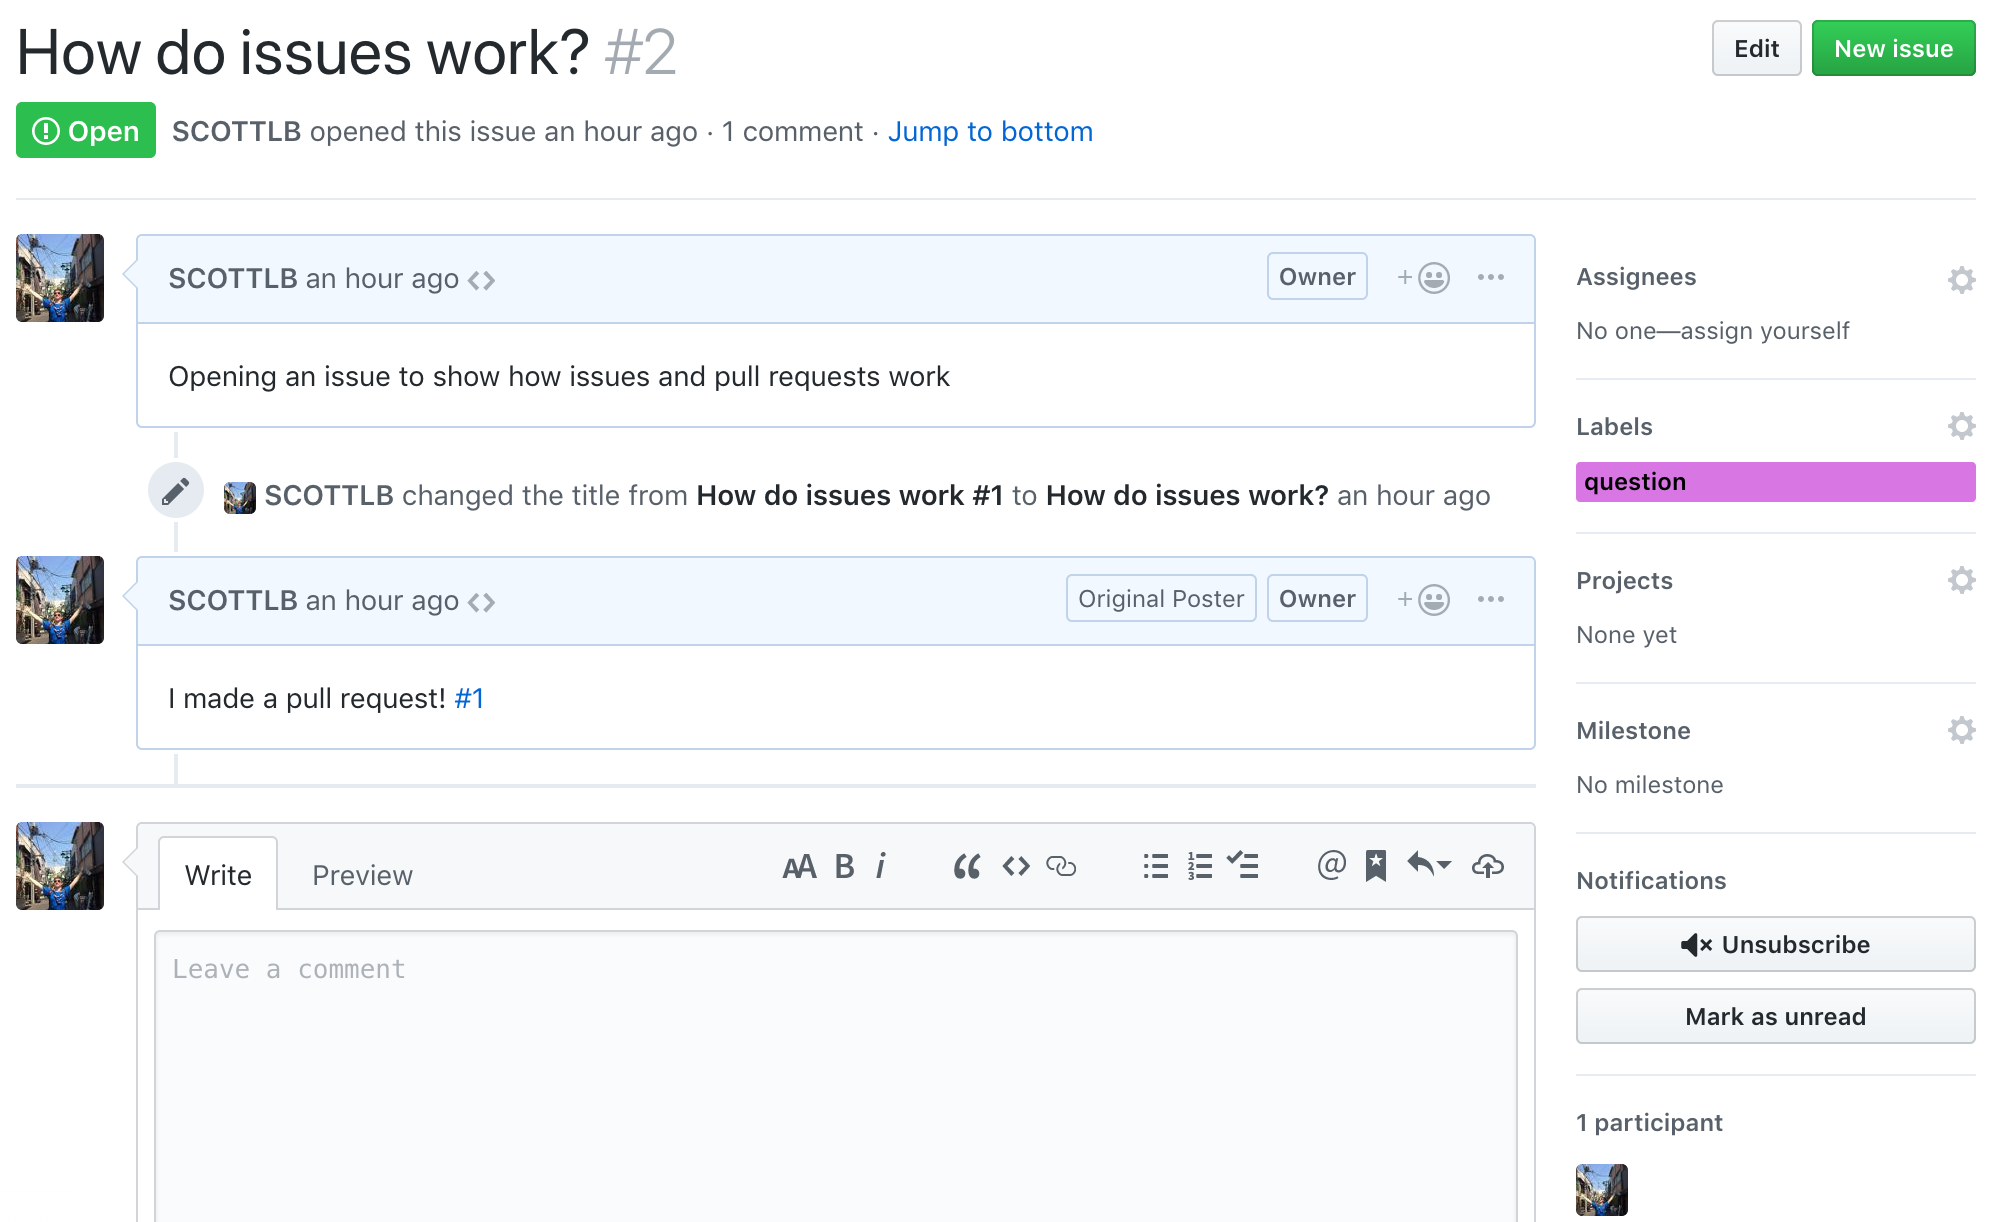 How do issues work? #2
Edit
New issue
Open
SCOTTLB opened this issue an hour ago · 1 comment · Jump to bottom
SCOTTLB an hour ago
Owner
Opening an issue to show how issues and pull requests work
SCOTTLB changed the title from How do issues work #1 to How do issues work? an hour ago
SCOTTLB an hour ago
Original Poster
Owner
I made a pull request! #1
Write
Preview
Leave a comment
Assignees
No one—assign yourself
Labels
question
Projects
None yet
Milestone
No milestone
Notifications
Unsubscribe
Mark as unread
1 participant